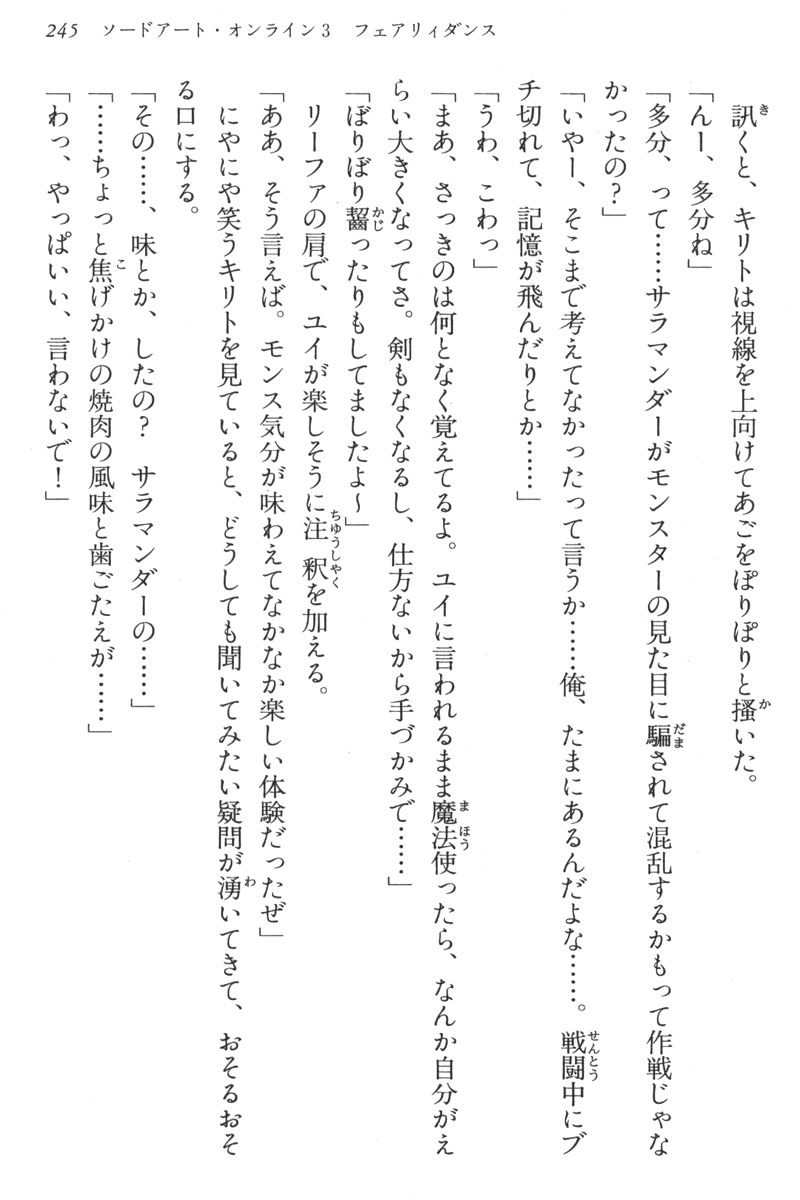 245 ソードアート・オンライン3 フェアリィダンス
訊くと、キリトは視線を上向けてあごをぽりぽりと掻いた。
「んー、多分ね」
「多分、って……サラマンダーがモンスターの見た目に騙されて混乱するかもって作戦じゃな
かったの？」
「いやー、そこまで考えてなかったって言うか……俺、たまにあるんだよな……。戦闘中にブ
チ切れて、記憶が飛んだりとか……」
「うわ、こわっ」
「まあ、さっきのは何となく覚えてるよ。ユイに言われるまま魔法使ったら、なんか自分がえ
らい大きくなってさ。剣もなくなるし、仕方ないから手づかみで……」
「ぼりぼり齧ったりもしてましたよ～」
リーファの肩で、ユイが楽しそうに注釈を加える。
「ああ、そう言えば。モンス気分が味わえてなかなか楽しい体験だったぜ」
にやにや笑うキリトを見ていると、どうしても聞いてみたい疑問が湧いてきて、おそるおそ
る口にする。
「その……、味とか、したの？　サラマンダーの……」
「……ちょっと焦げかけの焼肉の風味と歯ごたえが……」
「わっ、やっぱいい、言わないで！」